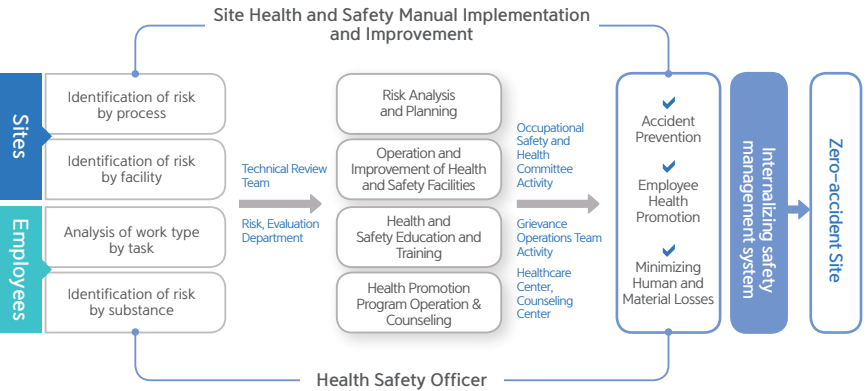 Site Health and Safety Manual Implementation
and Improvement
Sites
Identification of risk
by process
Identification of risk
by facility
Employees
Analysis of work type
by task
Identification of risk
by substance
Technical Review
Team
Risk, Evaluation
Department
Risk Analysis
and Planning
Operation and
Improvement of Health
and Safety Facilities
Health and
Safety Education and
Training
Health Promotion
Program Operation &
Counseling
Occupational
Safety and
Health
Committee
Activity
Grievance
Operations Team
Activity
Healthcare
Center,
Counseling
Center
Accident
Prevention
Employee
Health
Promotion
Minimizing
Human and
Material Losses
Internalizing safety
management system
Zero-accident Site
Health Safety Officer